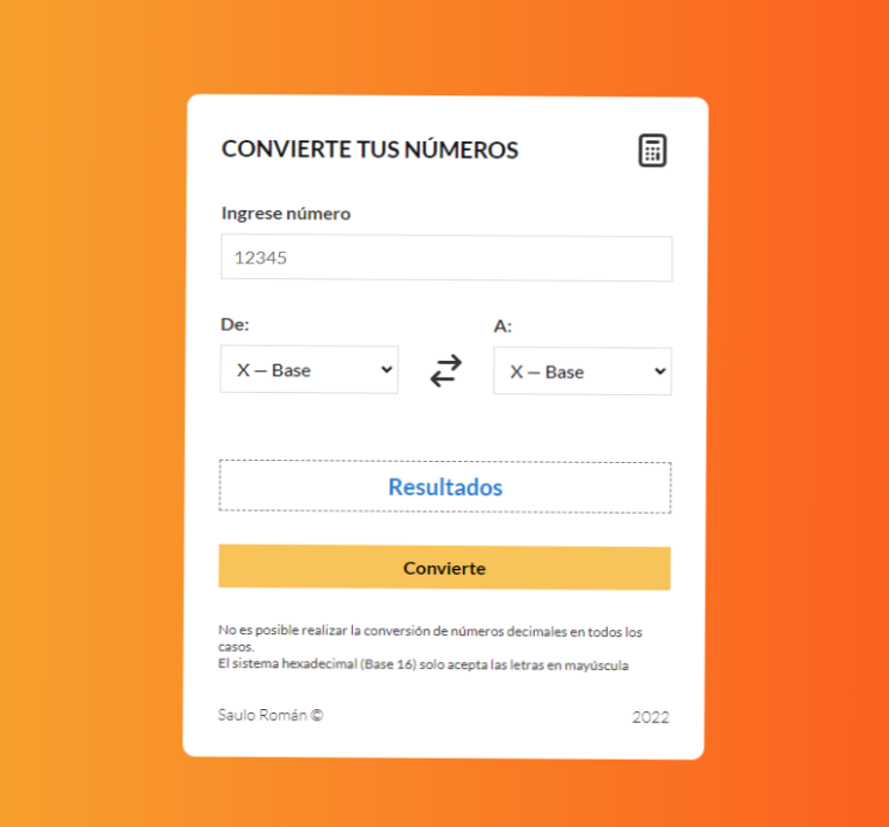 CONVIERTE TUS NÚMEROS
Ingrese número
12345
De:
A:
X — Base
X — Base
Resultados
Convierte
No es posible realizar la conversión de números decimales en todos los
casos.
El sistema hexadecimal (Base 16) solo acepta las letras en mayúscula
Saulo Román ©
2022